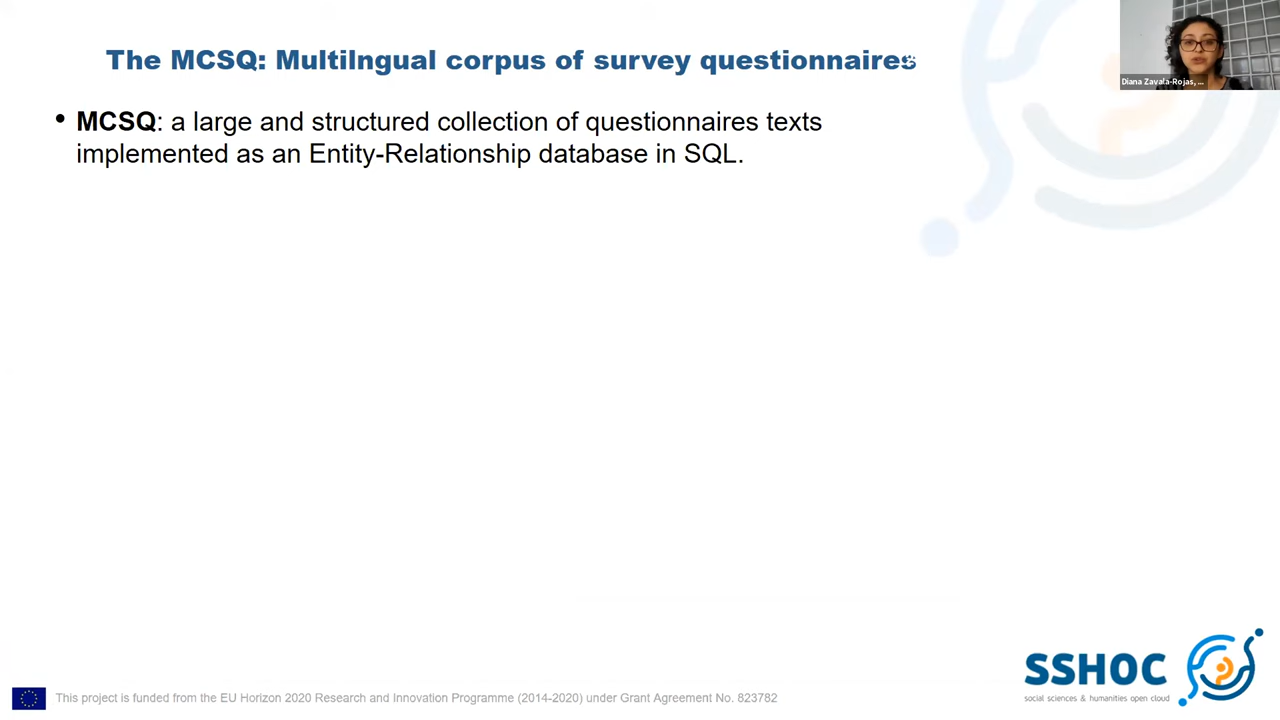 The MCSQ: Multilngual corpus of survey questionnaires
Diana Zavala-Rojas, ...
• MCSQ: a large and structured collection of questionnaires texts
implemented as an Entity-Relationship database in SQL.
SSHOC
social sciences & humanities open cloud
This project is funded from the EU Horizon 2020 Research and Innovation Programme (2014-2020) under Grant Agreement No. 823782